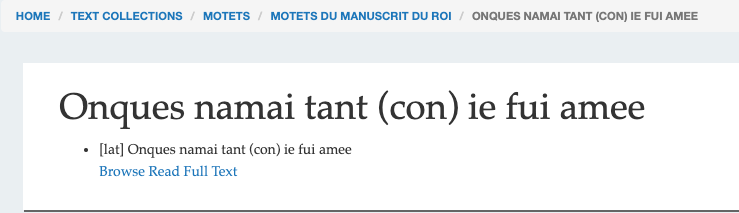 HOME / TEXT COLLECTIONS / MOTETS / MOTETS DU MANUSCRIT DU ROI / ONQUES NAMAI TANT (CON) IE FUI AMEE
Onques namai tant (con) ie fui amee
• [lat] Onques namai tant (con) ie fui amee
Browse Read Full Text